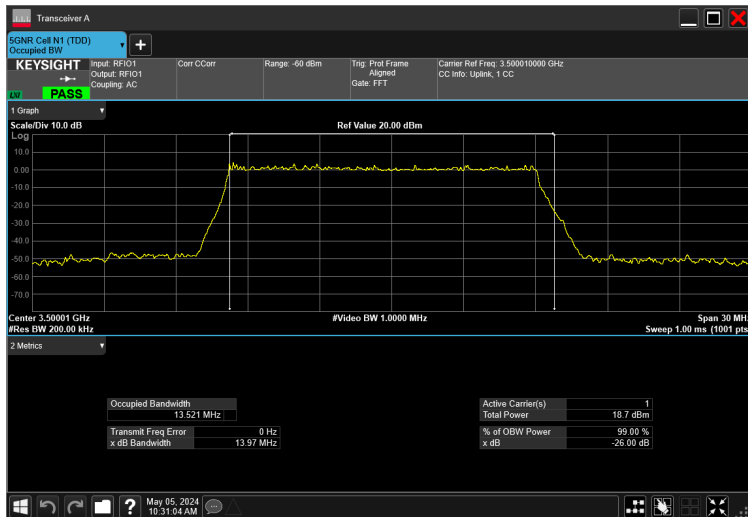 Transceiver A
5GNR Cell N1 (TDD)
Occupied BW
+
KEYSIGHT
LXI
PASS
Input: RFIO1
Output: RFIO1
Coupling: AC
Corr CCorr
Range: -60 dBm
Trig: Prot Frame
Aligned
Gate: FFT
Carrier Ref Freq: 3.500010000 GHz
CC Info: Uplink, 1 CC
1 Graph
Scale/Div 10.0 dB
Ref Value 20.00 dBm
Log
10.0
0.00
-10.0
-20.0
-30.0
-40.0
-50.0
-60.0
-70.0
Center 3.50001 GHz
#Video BW 1.0000 MHz
Span 30 MHz
#Res BW 200.00 kHz
Sweep 1.00 ms (1001 pts
2 Metrics
Occupied Bandwidth
13.521 MHz
Transmit Freq Error 0 Hz
x dB Bandwidth 13.97 MHz
Active Carrier(s) 1
Total Power 18.7 dBm
% of OBW Power 99.00 %
x dB -26.00 dB
?
May 05, 2024
10:31:04 AM